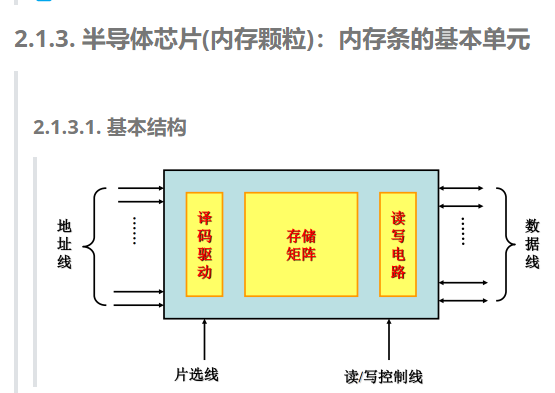 2.1.3. 半导体芯片(内存颗粒)：内存条的基本单元
2.1.3.1. 基本结构
地址线
译码驱动
存储
矩阵
读写电路
数据线
片选线
读/写控制线